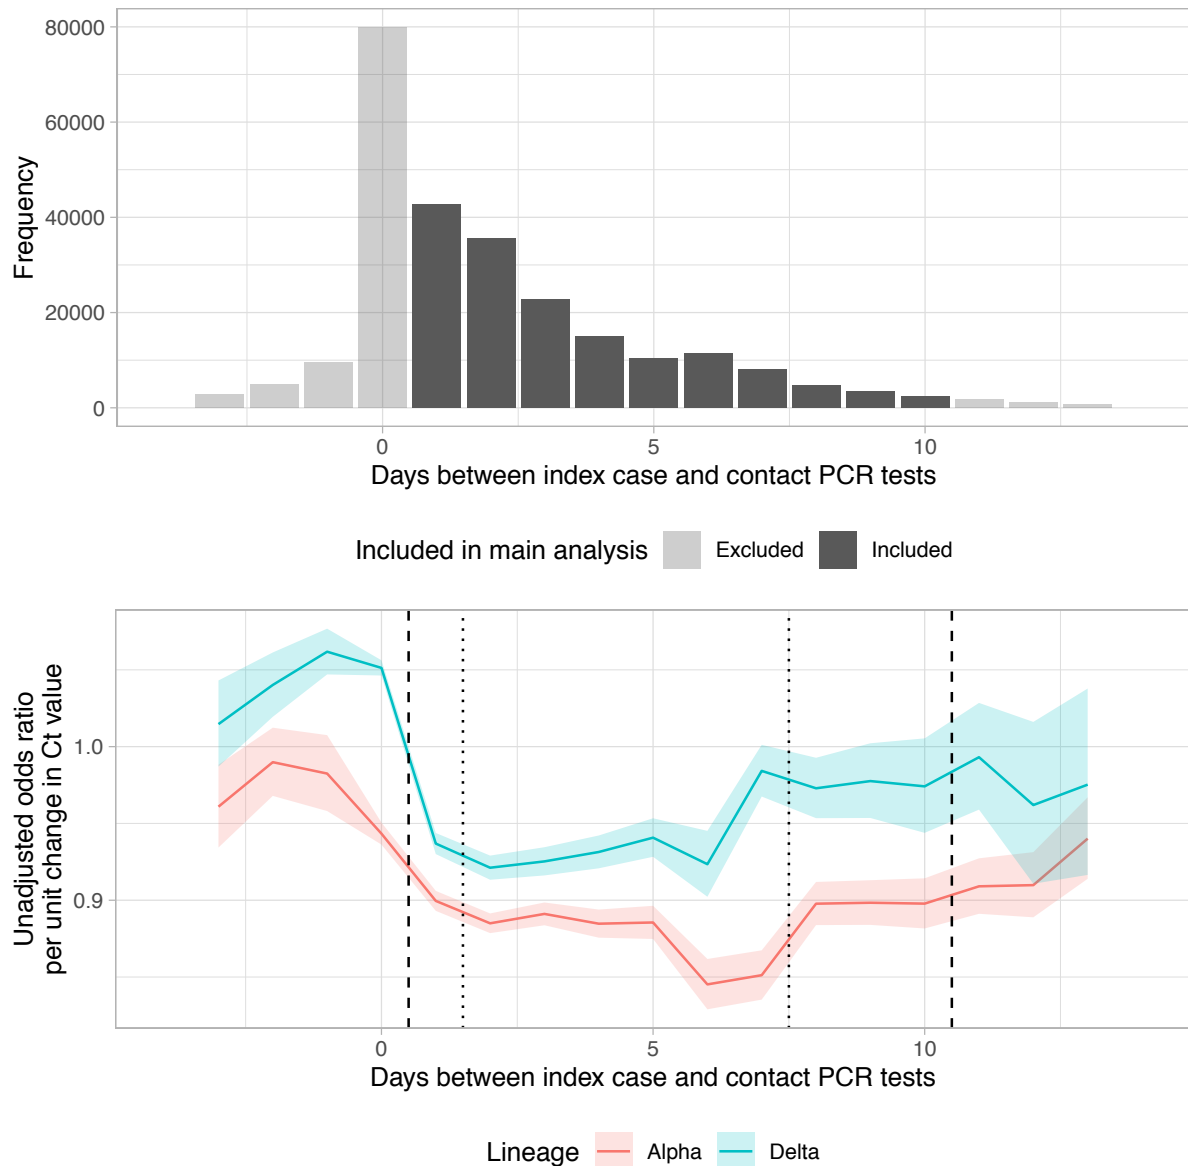 80000
60000
40000
20000
0
Frequency
0 5 10
Days between index case and contact PCR tests
Included in main analysis Excluded Included
1.0
0.9
Unadjusted odds ratio
per unit change in Ct value
0 5 10
Days between index case and contact PCR tests
Lineage Alpha Delta